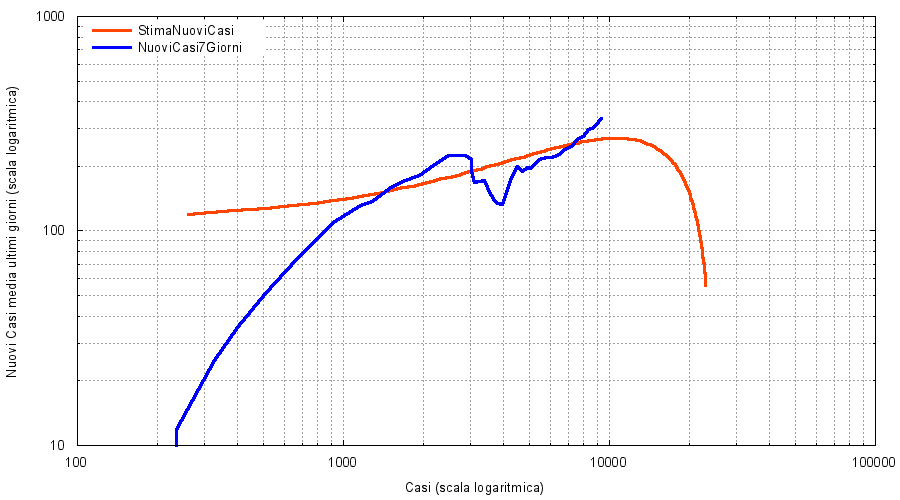 1000
StimaNuoviCasi
NuoviCasi7Giorni
Nuovi Casi media ultimi giorni (scala logaritmica)
100
10
100 1000 10000 100000
Casi (scala logaritmica)